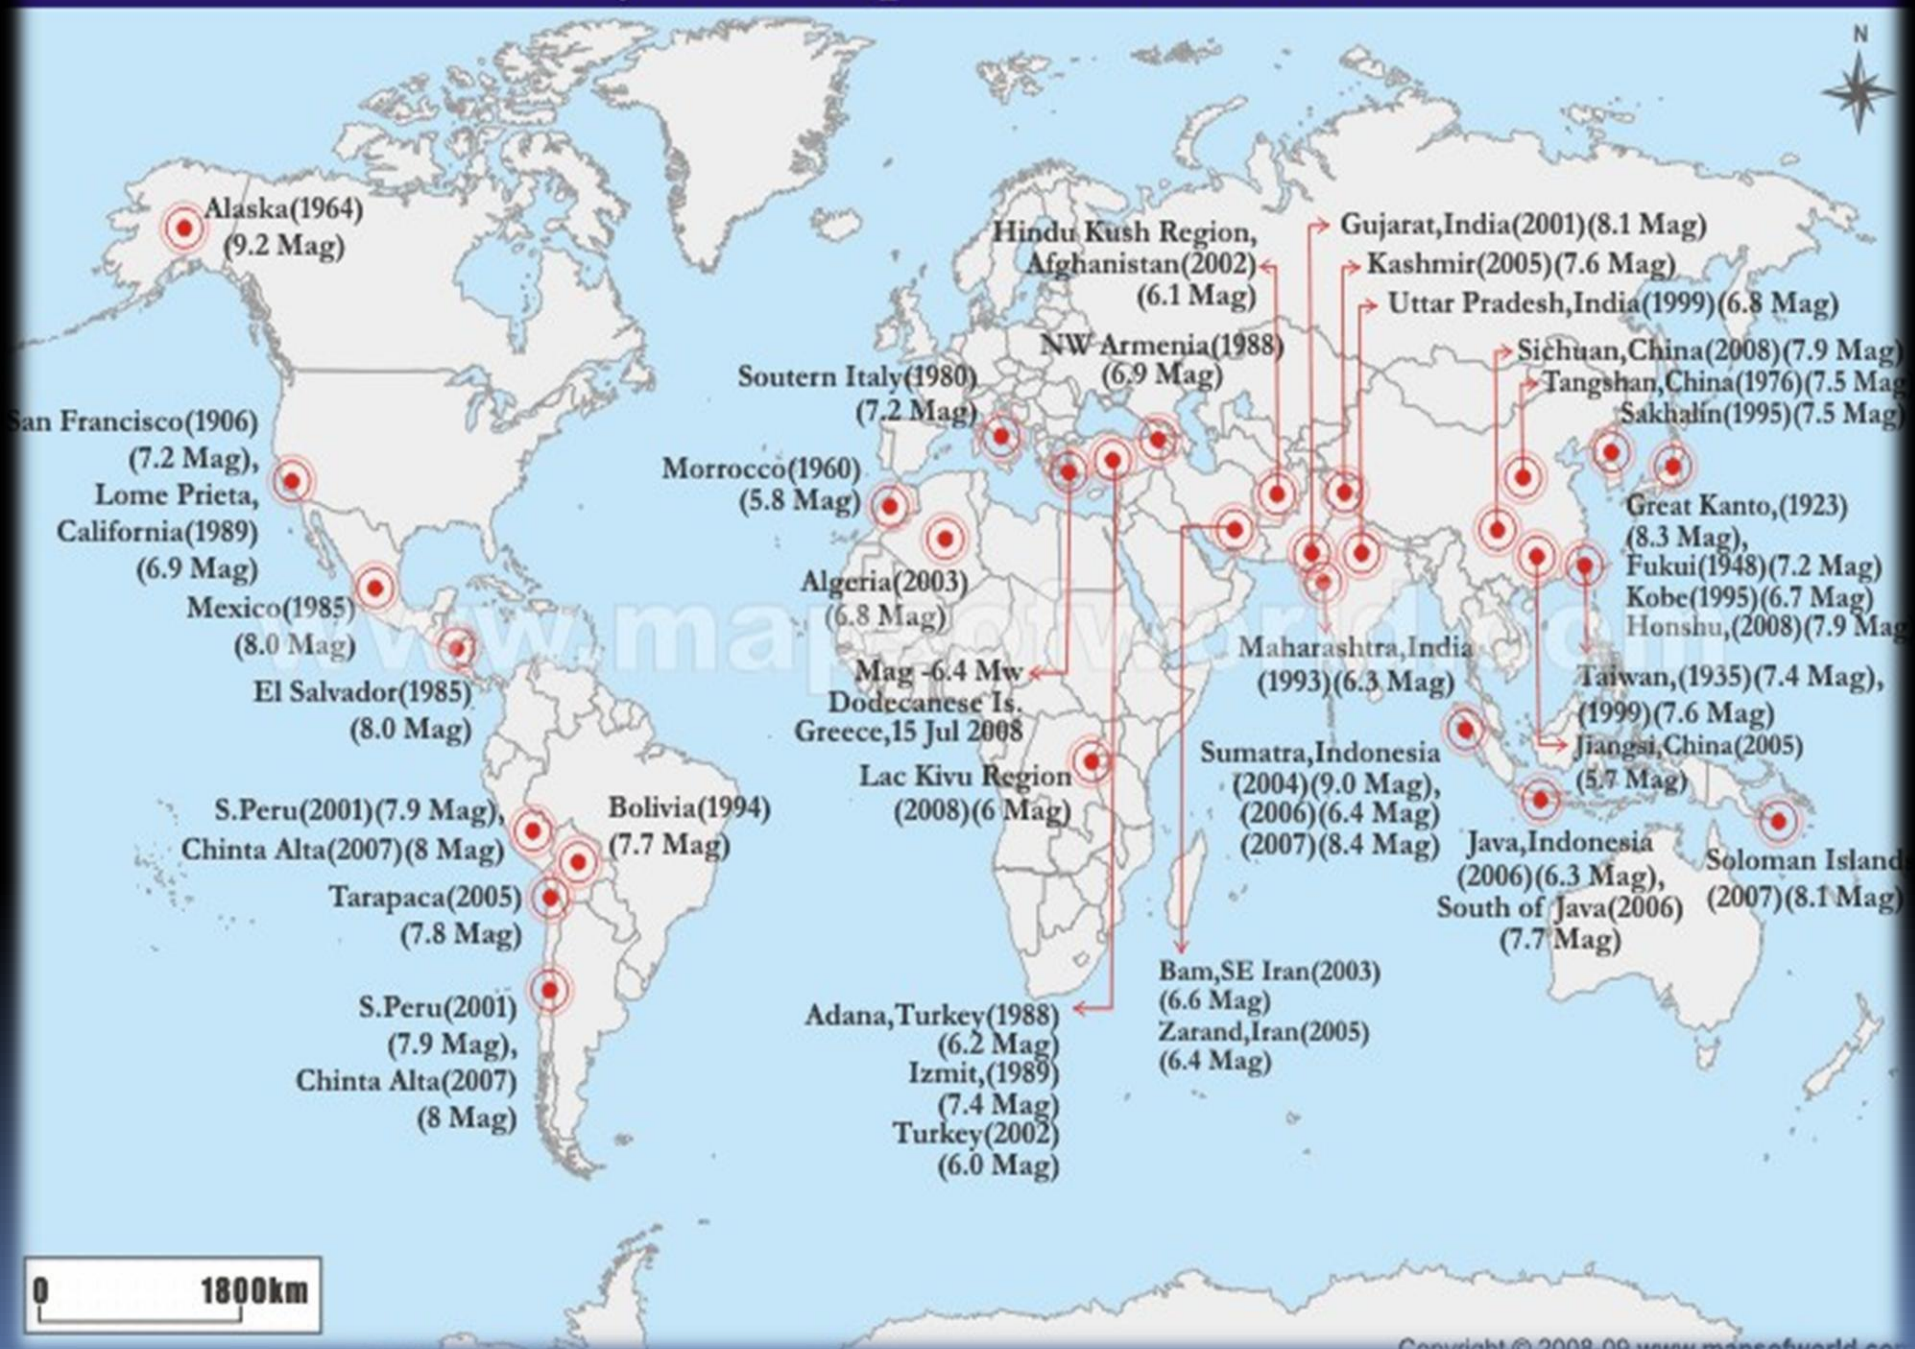 N
Alaska(1964)
(9.2 Mag)
San Francisco(1906)
(7.2 Mag),
Lome Prieta,
California(1989)
(6.9 Mag)
Mexico(1985)
(8.0 Mag)
El Salvador(1985)
(8.0 Mag)
S.Peru(2001)(7.9 Mag),
Chinta Alta(2007)(8 Mag)
Bolivia(1994)
(7.7 Mag)
Tarapaca(2005)
(7.8 Mag)
S.Peru(2001)
(7.9 Mag),
Chinta Alta(2007)
(8 Mag)
Hindu Kush Region,
Afghanistan(2002)
(6.1 Mag)
NW Armenia(1988)
(6.9 Mag)
Soutern Italy(1980)
(7.2 Mag)
Morrocco(1960)
(5.8 Mag)
Algeria(2003)
(6.8 Mag)
www.mapsofworld.com
Mag -6.4 Mw
Dodecanese Is.
Greece,15 Jul 2008
Lac Kivu Region
(2008)(6 Mag)
Adana,Turkey(1988)
(6.2 Mag)
Izmit,(1989)
(7.4 Mag)
Turkey(2002)
(6.0 Mag)
Bam,SE Iran(2003)
(6.6 Mag)
Zarand,Iran(2005)
(6.4 Mag)
Gujarat,India(2001)(8.1 Mag)
Kashmir(2005)(7.6 Mag)
Uttar Pradesh,India(1999)(6.8 Mag)
Sichuan,China(2008)(7.9 Mag)
Tangshan,China(1976)(7.5 Mag
Sakhalin(1995)(7.5 Mag)
Great Kanto,(1923)
(8.3 Mag),
Fukui(1948)(7.2 Mag)
Kobe(1995)(6.7 Mag)
Honshu,(2008)(7.9 Mag
Maharashtra,India
(1993)(6.3 Mag)
Taiwan,(1935)(7.4 Mag),
(1999)(7.6 Mag)
Jiangsi,China(2005)
(5.7 Mag)
Sumatra,Indonesia
(2004)(9.0 Mag),
(2006)(6.4 Mag)
(2007)(8.4 Mag)
Java,Indonesia
(2006)(6.3 Mag),
South of Java(2006)
(7.7 Mag)
Soloman Island
(2007)(8.1 Mag)
0 1800km
Copyright © 2008-09 www.mapsofworld.co